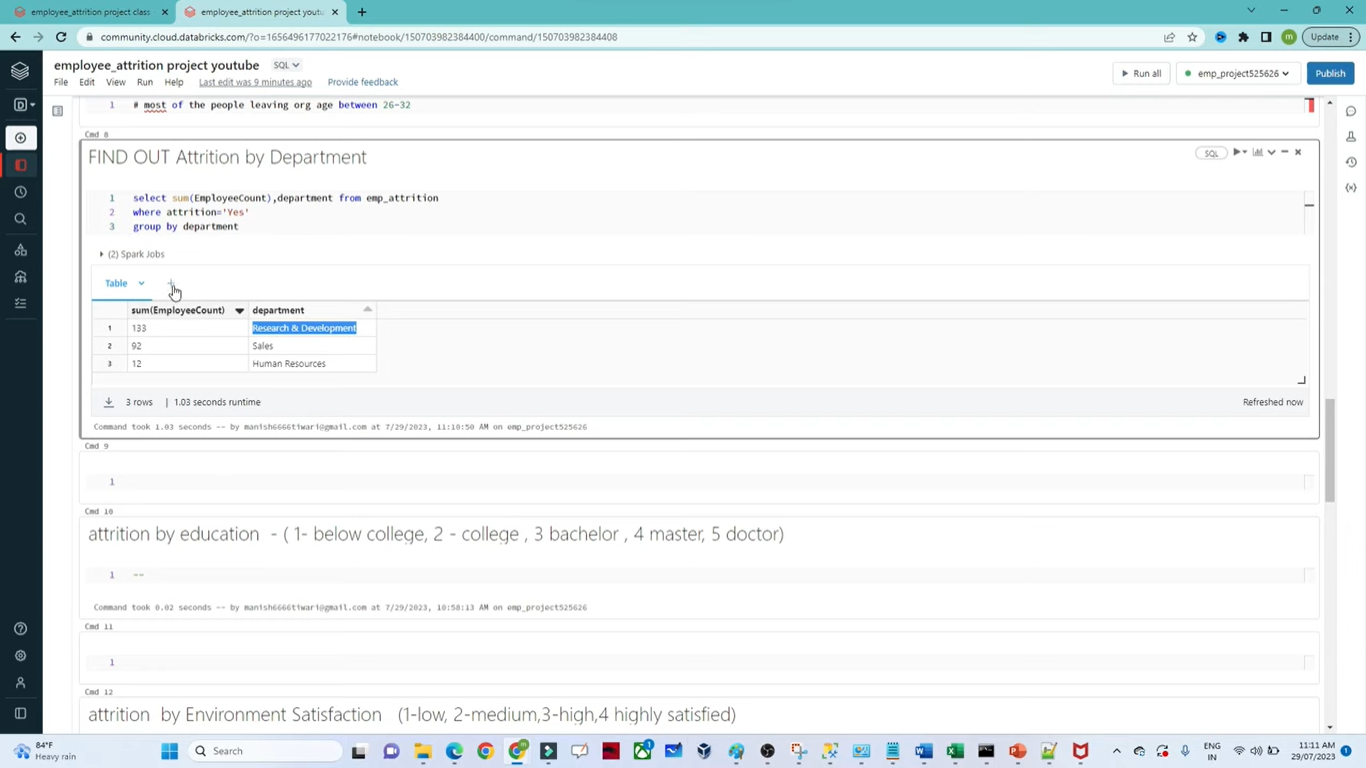 employee_attrition project class
employee_attrition project youtu
community.cloud.databricks.com/?o=1656496177022176#notebook/150703982384400/command/150703982384408
m
Update
employee_attrition project youtube
SQL
File Edit View Run Help Last edit was 9 minutes ago Provide feedback
Run all
emp_project525626
Publish
D
1 # most of the people leaving org age between 26-32
Cmd 8
FIND OUT Attrition by Department
SQL
1 select sum(EmployeeCount),department from emp_attrition
2 where attrition='Yes'
3 group by department
(2) Spark Jobs
Table +
sum(EmployeeCount) department
1 133 Research & Development
2 92 Sales
3 12 Human Resources
3 rows | 1.03 seconds runtime
Refreshed now
Command took 1.03 seconds -- by manish6666tiwari@gmail.com at 7/29/2023, 11:10:50 AM on emp_project525626
Cmd 9
1
Cmd 10
attrition by education - ( 1- below college, 2 - college , 3 bachelor , 4 master, 5 doctor)
1 --
Command took 0.02 seconds -- by manish6666tiwari@gmail.com at 7/29/2023, 10:58:13 AM on emp_project525626
Cmd 11
1
Cmd 12
attrition by Environment Satisfaction (1-low, 2-medium,3-high,4 highly satisfied)
84°F
Heavy rain
Search
ENG
IN
11:11 AM
29/07/2023